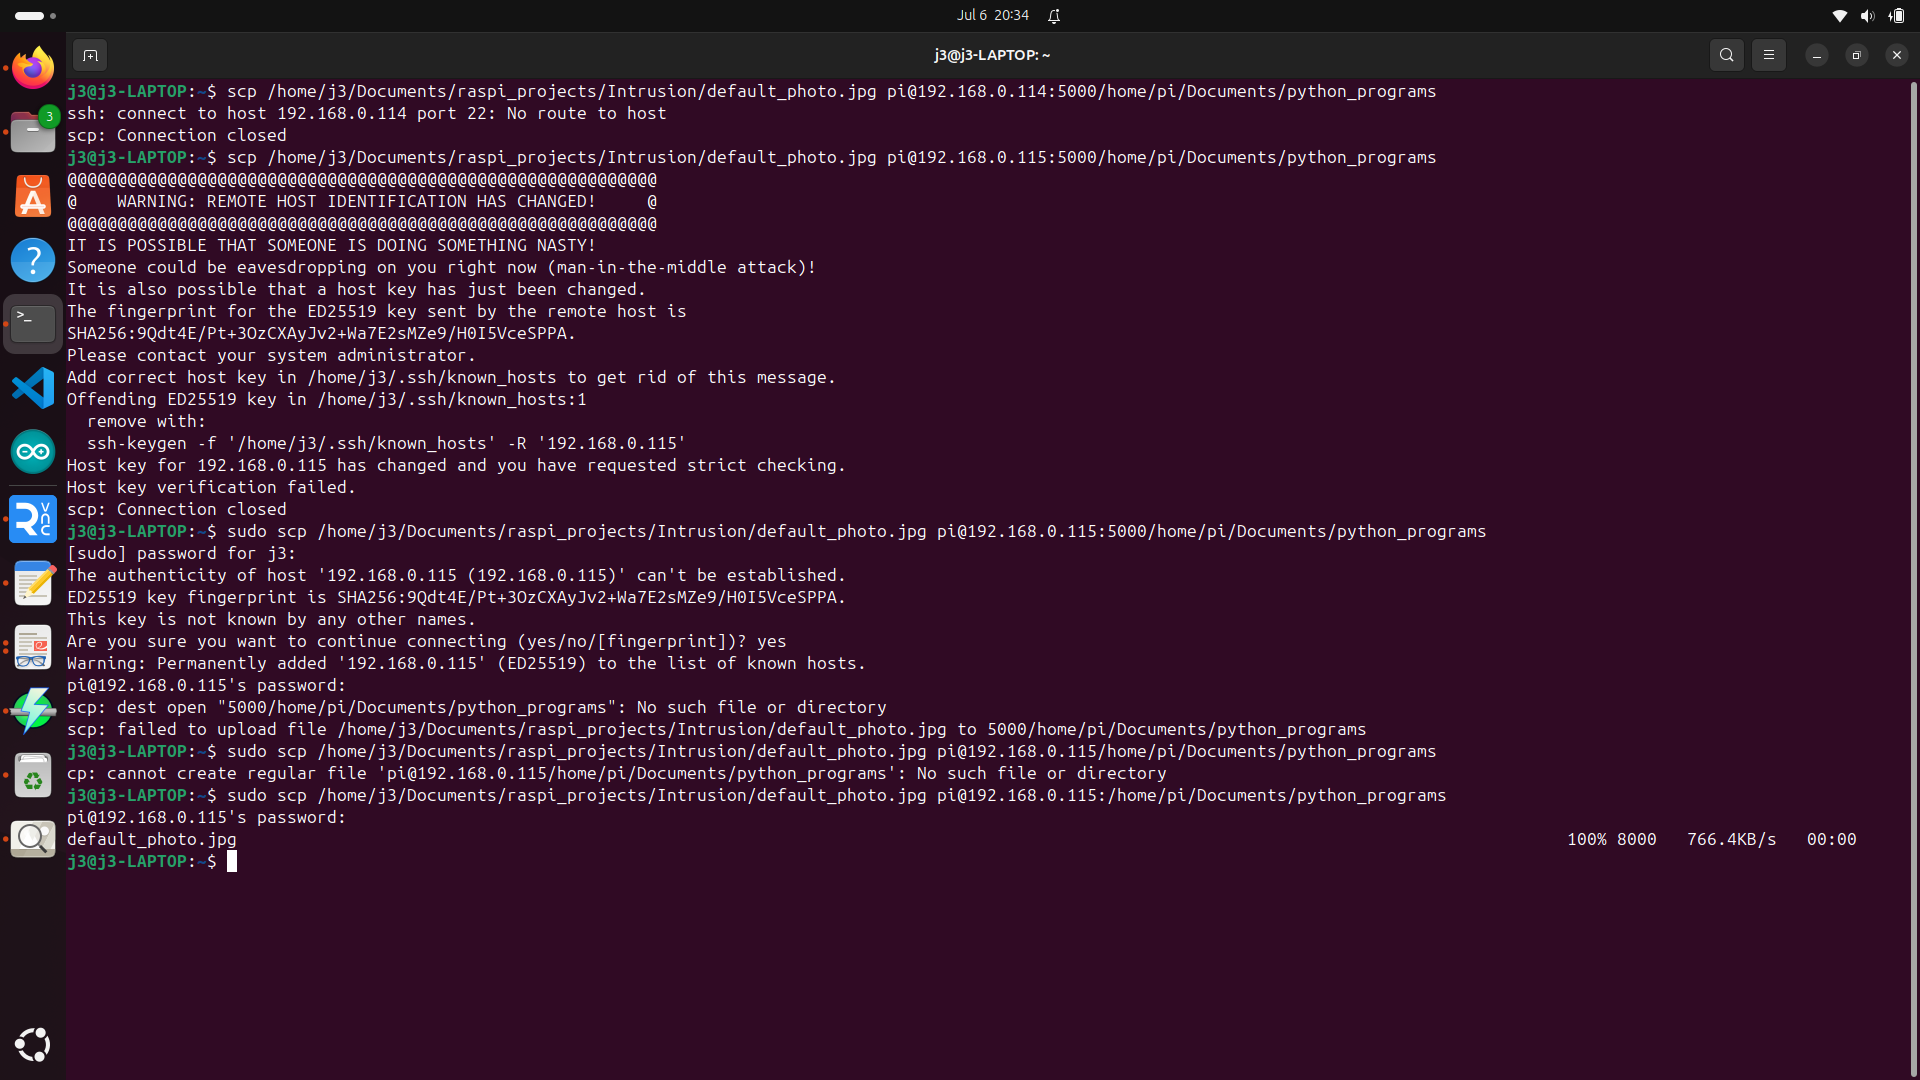 Jul 6 20:34
j3@j3-LAPTOP: ~
3
j3@j3-LAPTOP:~$ scp /home/j3/Documents/raspi_projects/Intrusion/default_photo.jpg pi@192.168.0.114:5000/home/pi/Documents/python_programs
ssh: connect to host 192.168.0.114 port 22: No route to host
scp: Connection closed
j3@j3-LAPTOP:~$ scp /home/j3/Documents/raspi_projects/Intrusion/default_photo.jpg pi@192.168.0.115:5000/home/pi/Documents/python_programs
@@@@@@@@@@@@@@@@@@@@@@@@@@@@@@@@@@@@@@@@@@@@@@@@@@@@@@@@@@@
@    WARNING: REMOTE HOST IDENTIFICATION HAS CHANGED!     @
@@@@@@@@@@@@@@@@@@@@@@@@@@@@@@@@@@@@@@@@@@@@@@@@@@@@@@@@@@@
IT IS POSSIBLE THAT SOMEONE IS DOING SOMETHING NASTY!
Someone could be eavesdropping on you right now (man-in-the-middle attack)!
It is also possible that a host key has just been changed.
The fingerprint for the ED25519 key sent by the remote host is
SHA256:9Qdt4E/Pt+3OzCXAyJv2+Wa7E2sMZe9/H0I5VceSPPA.
Please contact your system administrator.
Add correct host key in /home/j3/.ssh/known_hosts to get rid of this message.
Offending ED25519 key in /home/j3/.ssh/known_hosts:1
  remove with:
  ssh-keygen -f '/home/j3/.ssh/known_hosts' -R '192.168.0.115'
Host key for 192.168.0.115 has changed and you have requested strict checking.
Host key verification failed.
scp: Connection closed
j3@j3-LAPTOP:~$ sudo scp /home/j3/Documents/raspi_projects/Intrusion/default_photo.jpg pi@192.168.0.115:5000/home/pi/Documents/python_programs
[sudo] password for j3:
The authenticity of host '192.168.0.115 (192.168.0.115)' can't be established.
ED25519 key fingerprint is SHA256:9Qdt4E/Pt+3OzCXAyJv2+Wa7E2sMZe9/H0I5VceSPPA.
This key is not known by any other names.
Are you sure you want to continue connecting (yes/no/[fingerprint])? yes
Warning: Permanently added '192.168.0.115' (ED25519) to the list of known hosts.
pi@192.168.0.115's password:
scp: dest open "5000/home/pi/Documents/python_programs": No such file or directory
scp: failed to upload file /home/j3/Documents/raspi_projects/Intrusion/default_photo.jpg to 5000/home/pi/Documents/python_programs
j3@j3-LAPTOP:~$ sudo scp /home/j3/Documents/raspi_projects/Intrusion/default_photo.jpg pi@192.168.0.115/home/pi/Documents/python_programs
cp: cannot create regular file 'pi@192.168.0.115/home/pi/Documents/python_programs': No such file or directory
j3@j3-LAPTOP:~$ sudo scp /home/j3/Documents/raspi_projects/Intrusion/default_photo.jpg pi@192.168.0.115:/home/pi/Documents/python_programs
pi@192.168.0.115's password:
default_photo.jpg 100% 8000 766.4KB/s 00:00
j3@j3-LAPTOP:~$